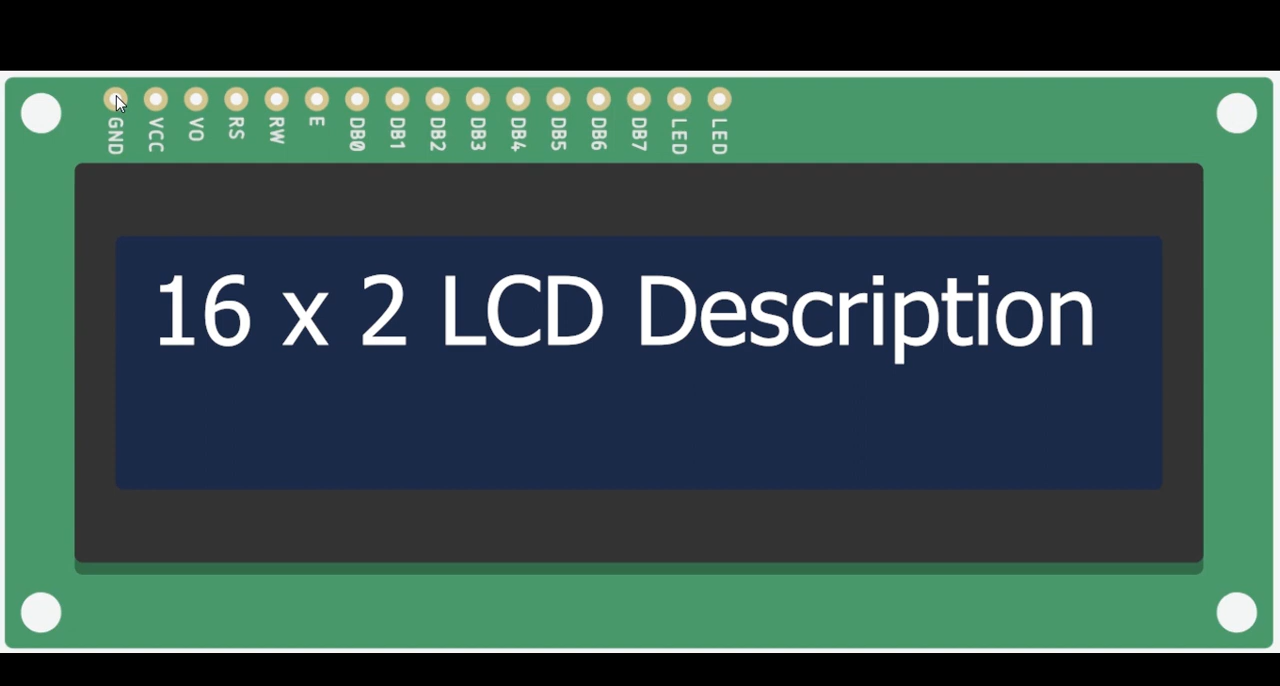 GND VCC VO RS RW E DB0 DB1 DB2 DB3 DB4 DB5 DB6 DB7 LED LED
16 x 2 LCD Description